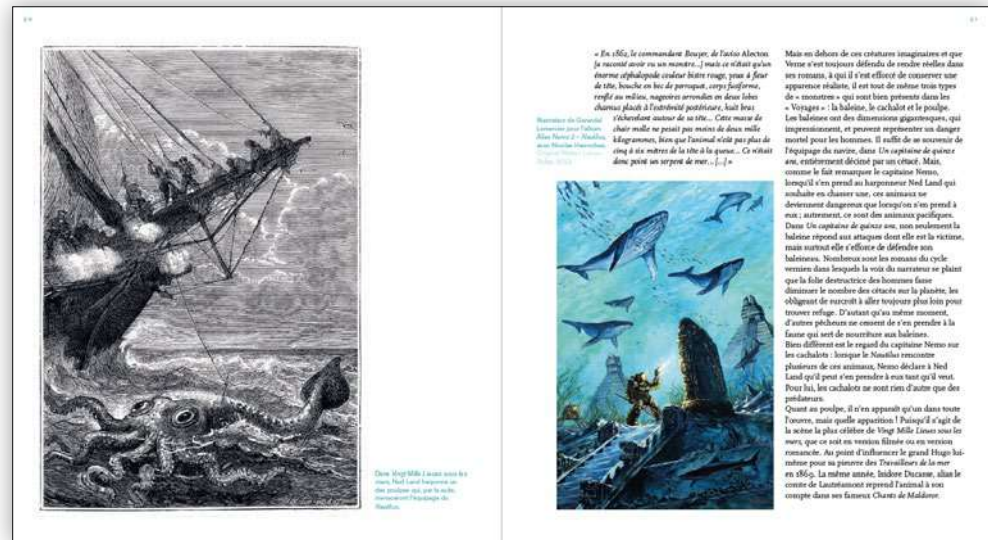 Dans Vingt Mille Lieues sous les
mers, Ned Land harponne un
des poulpes qui, par la suite,
menaceront l'équipage du
Nautilus.
« En 1862, le commandant Bouyer, de l'aviso Alecton
[a raconté avoir vu un monstre...] mais ce n'était qu'un
énorme céphalopode couleur bistre rouge, yeux à fleur
de tête, bouche en bec de perroquet, corps fusiforme,
renflé au milieu, nageoires arrondies en deux lobes
charnus placés à l'extrémité postérieure, huit bras
s'échevelant autour de sa tête... Cette masse de
chair molle ne pesait pas moins de deux mille
kilogrammes, bien que l'animal n'eût pas plus de
cinq à six mètres de la tête à la queue... Ce n'était
donc point un serpent de mer... [...] »
Illustration de Gwendal
Lemercier pour l'album
Alias Nemo 2 – Nautilus,
avec Nicolas
Mais en dehors de ces créatures imaginaires et que
Verne s'est toujours défendu de rendre réelles dans
ses romans, à qui il s'est efforcé de conserver une
apparence réaliste, il est tout de même trois types
de « monstres » qui sont bien présents dans les
« Voyages » : la baleine, le cachalot et le poulpe.
Les baleines ont des dimensions gigantesques, qui
impressionnent, et peuvent représenter un danger
mortel pour les hommes. Il suffit de se souvenir de
l'équipage du navire, dans Un capitaine de quinze
ans, entièrement décimé par un cétacé. Mais,
comme le fait remarquer le capitaine Nemo,
lorsqu'il s'en prend au harponneur Ned Land qui
souhaite en chasser une, ces animaux ne
deviennent dangereux que lorsqu'on s'en prend à
eux ; autrement, ce sont des animaux pacifiques.
Dans Un capitaine de quinze ans, non seulement la
baleine répond aux attaques dont elle est la victime,
mais surtout elle s'efforce de défendre son
baleineau. Nombreux sont les romans du cycle
vernien dans lesquels la voix du narrateur se plaint
que la folie destructrice des hommes fasse
diminuer le nombre des cétacés sur la planète, les
obligeant de surcroît à aller toujours plus loin pour
trouver refuge. D'autant qu'au même moment,
d'autres pêcheurs ne cessent de s'en prendre à la
faune qui sert de nourriture aux baleines.
Bien différent est le regard du capitaine Nemo sur
les cachalots : lorsque le Nautilus rencontre
plusieurs de ces animaux, Nemo déclare à Ned
Land qu'il peut s'en prendre à eux tant qu'il veut.
Pour lui, les cachalots ne sont rien d'autre que des
prédateurs.
Quant au poulpe, il n'en apparaît qu'un dans toute
l'œuvre, mais quelle apparition ! Puisqu'il s'agit de
la scène la plus célèbre de Vingt Mille Lieues sous les
mers, que ce soit en version filmée ou en version
romancée. Au point d'influencer le grand Hugo lui-
même pour sa pieuvre des Travailleurs de la mer
en 1869. La même année, Isidore Ducasse, alias le
comte de Lautréamont reprend l'animal à son
compte dans ses fameux Chants de Maldoror.